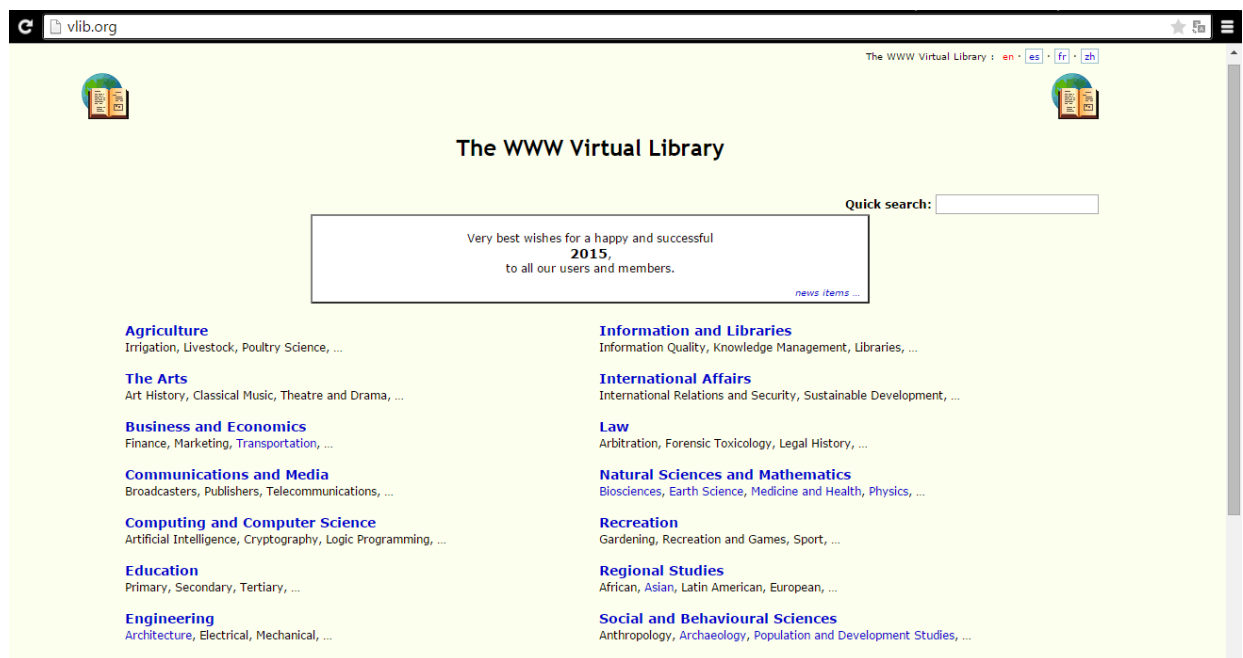 vlib.org
The WWW Virtual Library : en · es · fr · zh
The WWW Virtual Library
Quick search:
Very best wishes for a happy and successful
2015,
to all our users and members.
news items ...
Agriculture
Irrigation, Livestock, Poultry Science, ...
The Arts
Art History, Classical Music, Theatre and Drama, ...
Business and Economics
Finance, Marketing, Transportation, ...
Communications and Media
Broadcasters, Publishers, Telecommunications, ...
Computing and Computer Science
Artificial Intelligence, Cryptography, Logic Programming, ...
Education
Primary, Secondary, Tertiary, ...
Engineering
Architecture, Electrical, Mechanical, ...
Information and Libraries
Information Quality, Knowledge Management, Libraries, ...
International Affairs
International Relations and Security, Sustainable Development, ...
Law
Arbitration, Forensic Toxicology, Legal History, ...
Natural Sciences and Mathematics
Biosciences, Earth Science, Medicine and Health, Physics, ...
Recreation
Gardening, Recreation and Games, Sport, ...
Regional Studies
African, Asian, Latin American, European, ...
Social and Behavioural Sciences
Anthropology, Archaeology, Population and Development Studies, ...